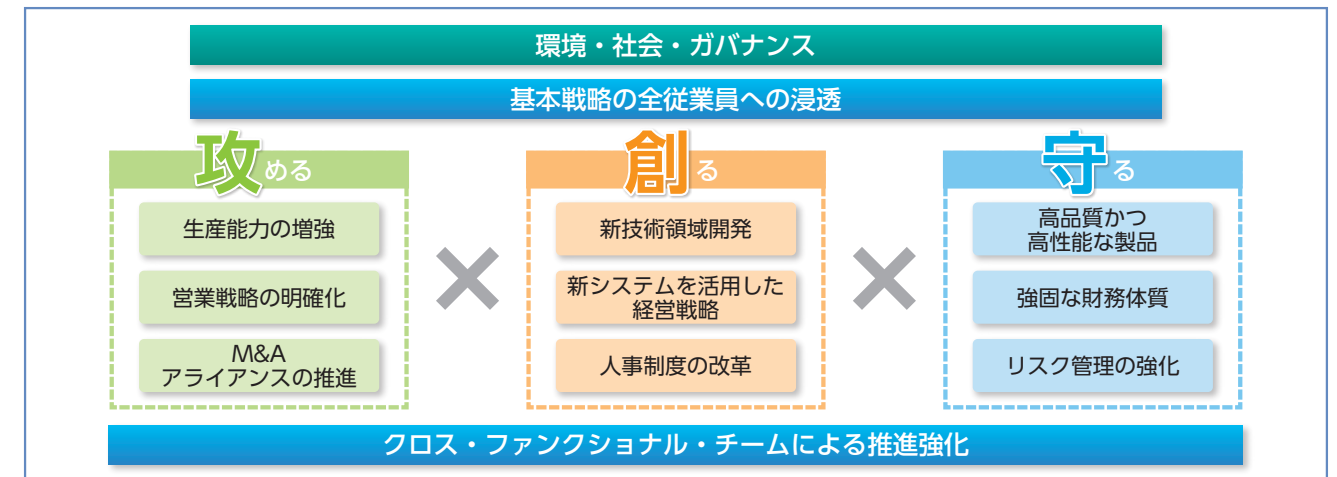 環境・社会・ガバナンス
基本戦略の全従業員への浸透
攻める
生産能力の増強
営業戦略の明確化
M&A
アライアンスの推進
×
創る
新技術領域開発
新システムを活用した
経営戦略
人事制度の改革
×
守る
高品質かつ
高性能な製品
強固な財務体質
リスク管理の強化
クロス・ファンクショナル・チームによる推進強化